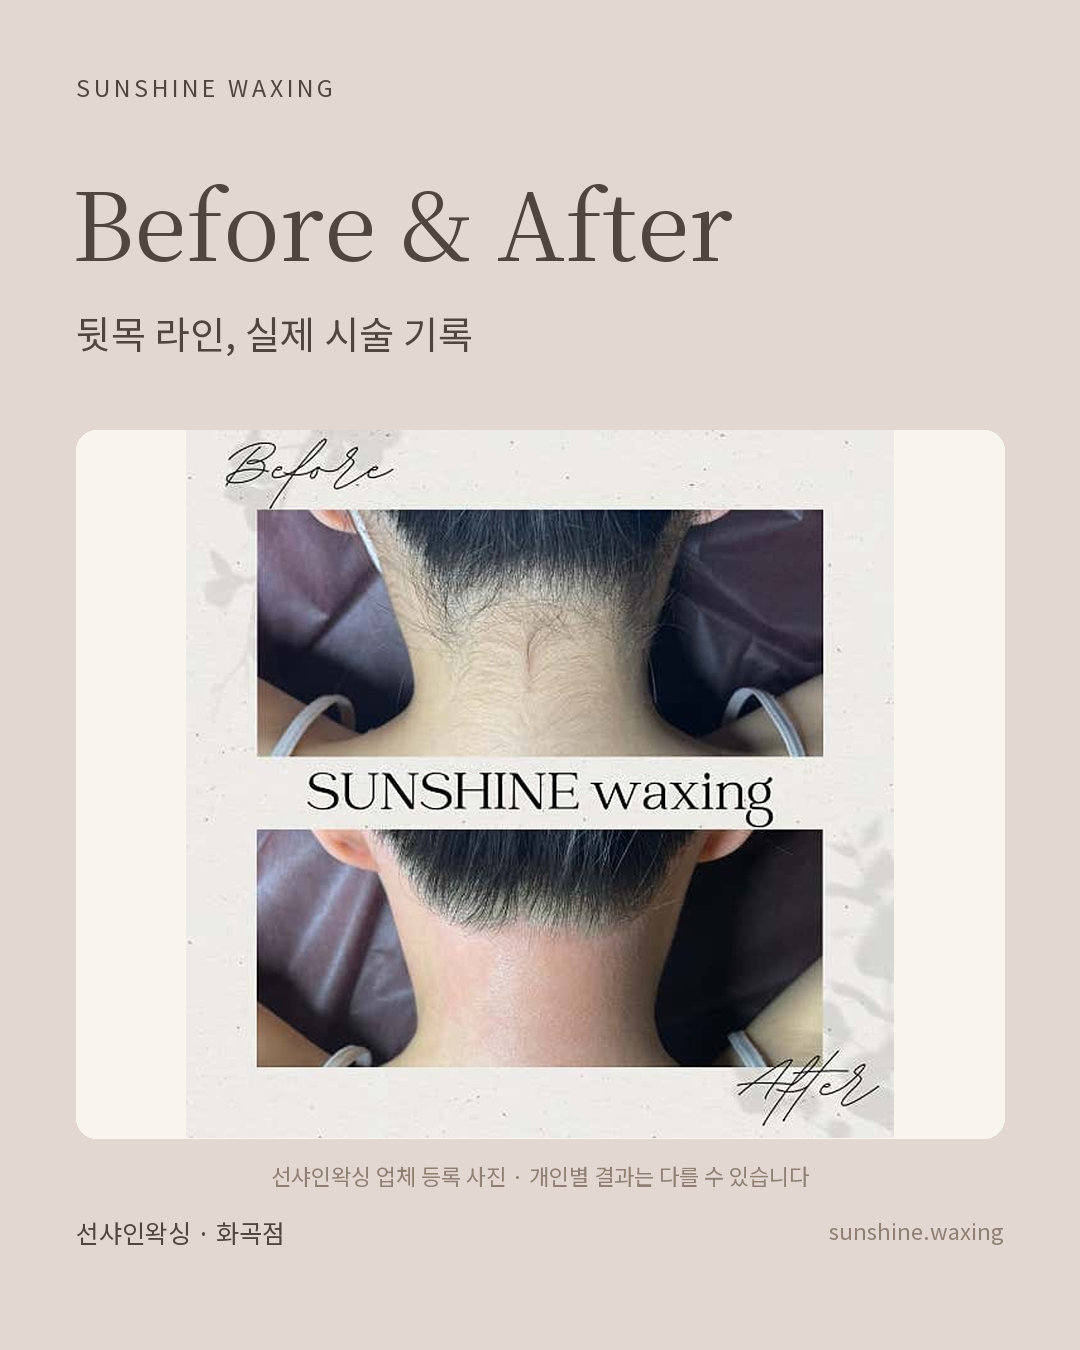 SUNSHINE WAXING
Before & After
뒷목 라인, 실제 시술 기록
Before
SUNSHINE waxing
After
선샤인왁싱 업체 등록 사진 · 개인별 결과는 다를 수 있습니다
선샤인왁싱 · 화곡점
sunshine.waxing